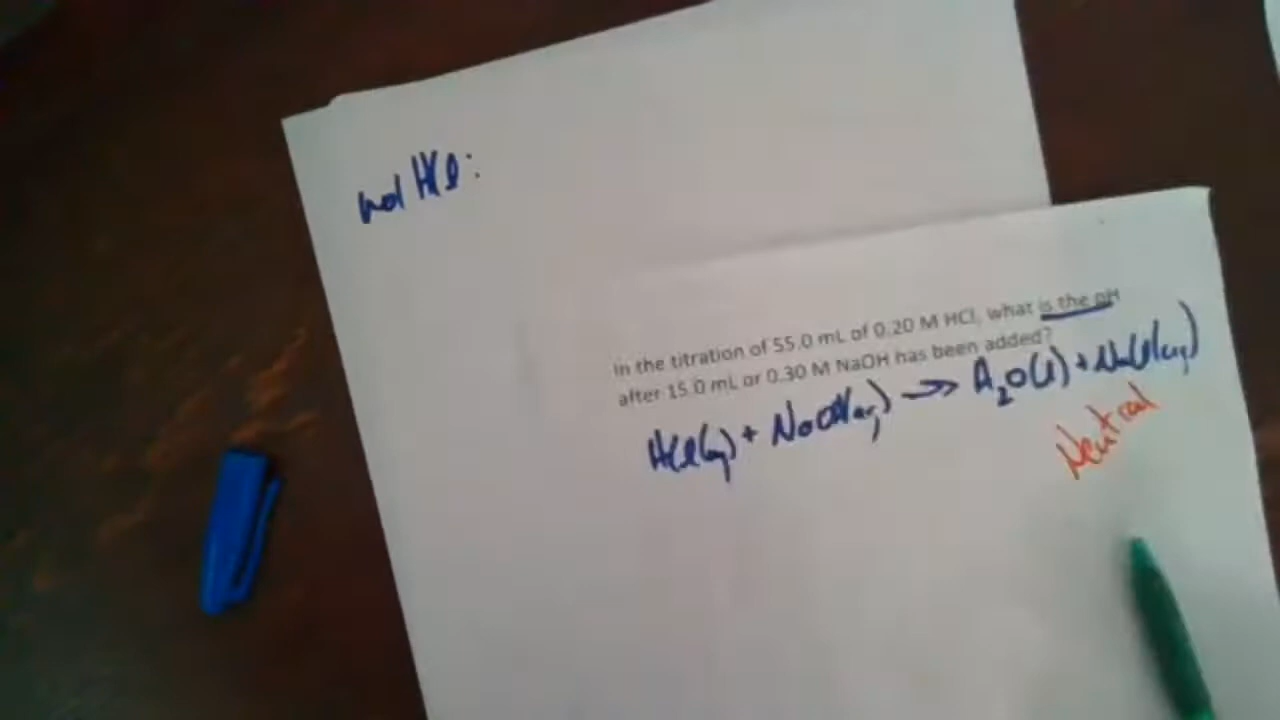 mol HCl:
In the titration of 55.0 mL of 0.20 M HCl, what is the pH
after 15.0 mL or 0.30 M NaOH has been added?
HCl(aq) + NaOH(aq) → H₂O(l) + NaCl(aq)
Neutral